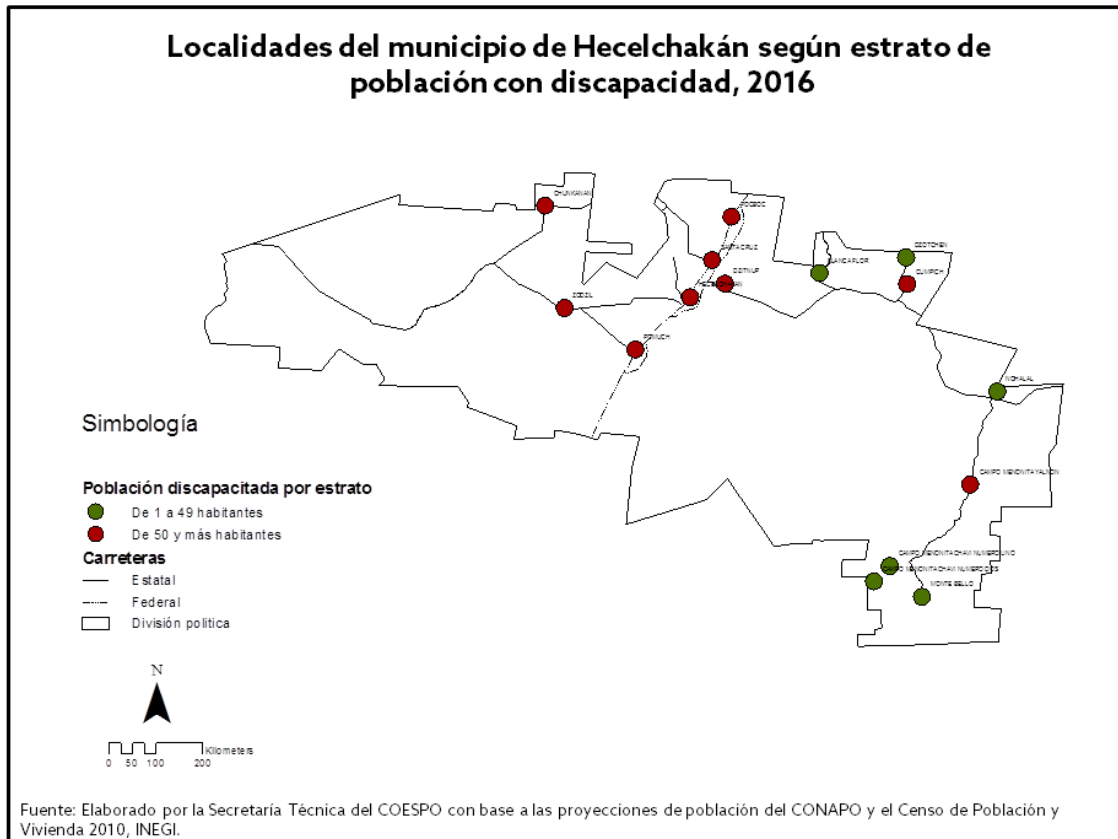 Localidades del municipio de Hecelchakán según estrato de
población con discapacidad, 2016
CHUNKANAN
POCBOC
SANTA CRUZ
DZITNUP
HECELCHAKAN
BLANCA FLOR
DZOTCHEN
CUMPICH
ZODZIL
POMUCH
NOHALAL
CAMPO MENONITA YALNON
CAMPO MENONITA CHAVI NUMERO UNO
CAMPO MENONITA CHAVI NUMERO DOS
MONTE BELLO
Simbología
Población discapacitada por estrato
De 1 a 49 habitantes
De 50 y más habitantes
Carreteras
Estatal
Federal
División politica
N
Kilometers
0 50 100 200
Fuente: Elaborado por la Secretaría Técnica del COESPO con base a las proyecciones de población del CONAPO y el Censo de Población y
Vivienda 2010, INEGI.